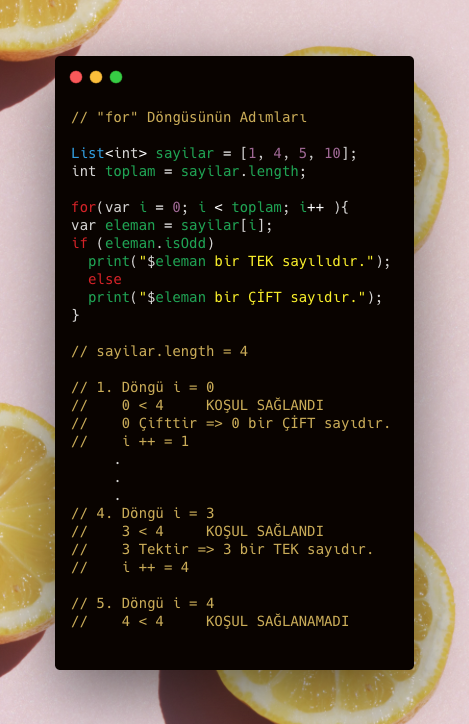 // "for" Döngüsünün Adımları
List<int> sayilar = [1, 4, 5, 10];
int toplam = sayilar.length;
for(var i = 0; i < toplam; i++ ){
var eleman = sayilar[i];
if (eleman.isOdd)
print("$eleman bir TEK sayılıdır.");
else
print("$eleman bir ÇİFT sayıdır.");
}
// sayilar.length = 4
// 1. Döngü i = 0
// 0 < 4 KOŞUL SAĞLANDI
// 0 Çifttir => 0 bir ÇİFT sayıdır.
// i ++ = 1
.
.
.
// 4. Döngü i = 3
// 3 < 4 KOŞUL SAĞLANDI
// 3 Tektir => 3 bir TEK sayıdır.
// i ++ = 4
// 5. Döngü i = 4
// 4 < 4 KOŞUL SAĞLANAMADI